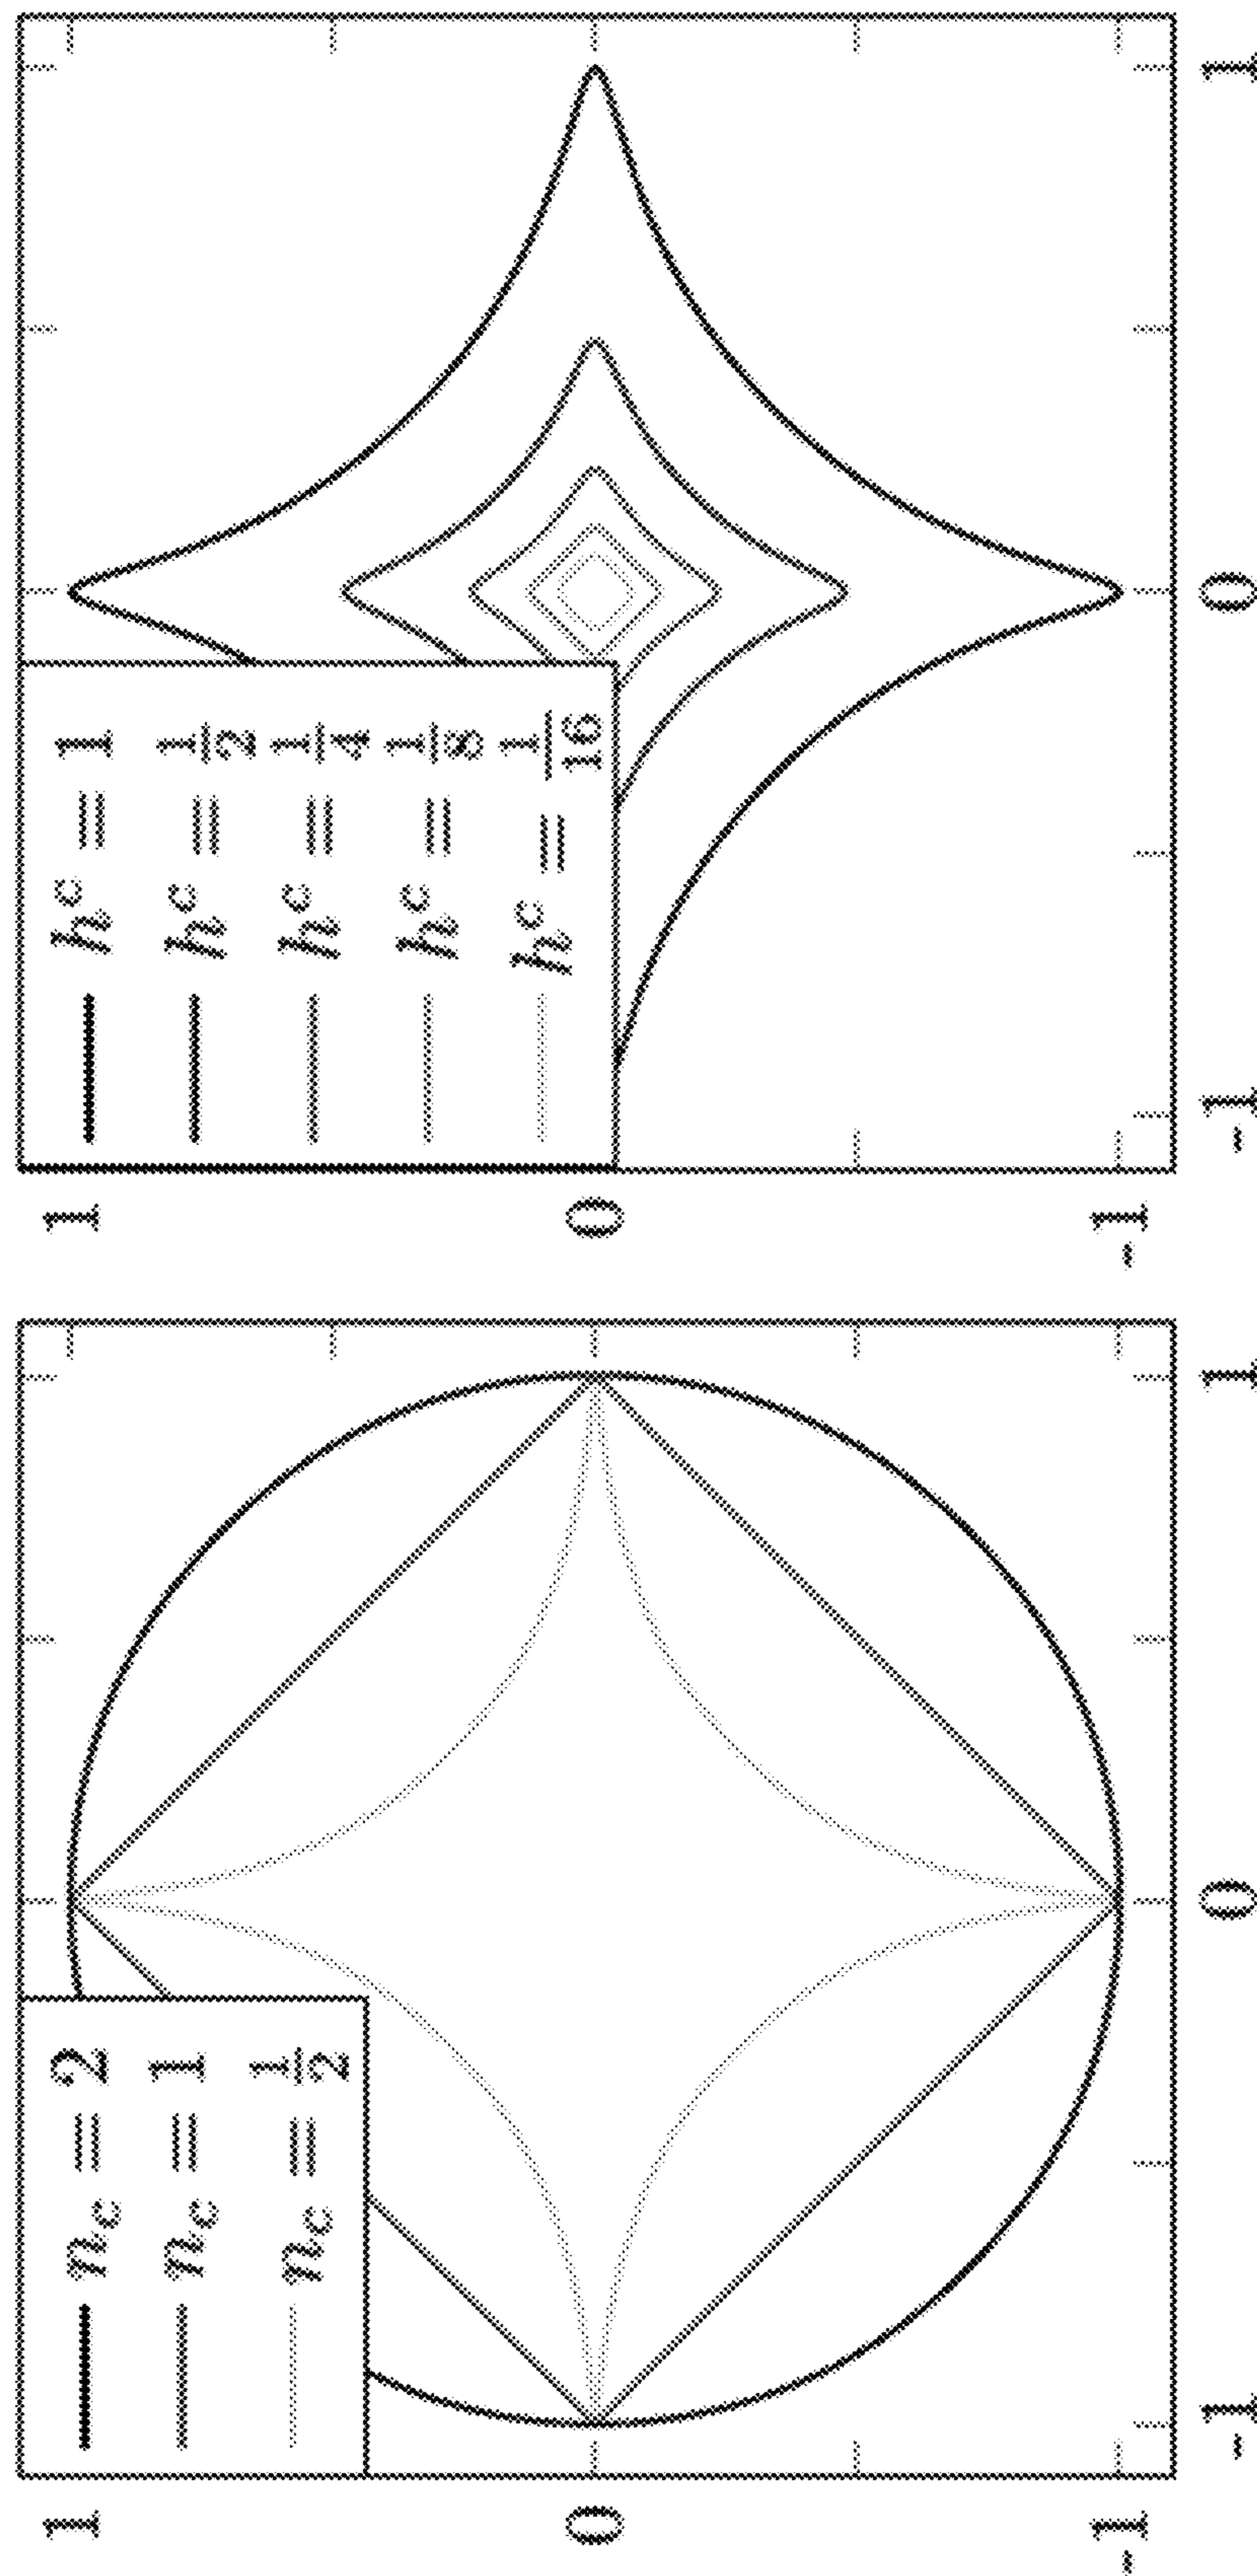 1
n_c = 2
n_c = 1
n_c = 1/2
0
-1
-1 0 1
1
h^c = 1
h^c = 1/2
h^c = 1/4
h^c = 1/8
h^c = 1/16
0
-1
-1 0 1